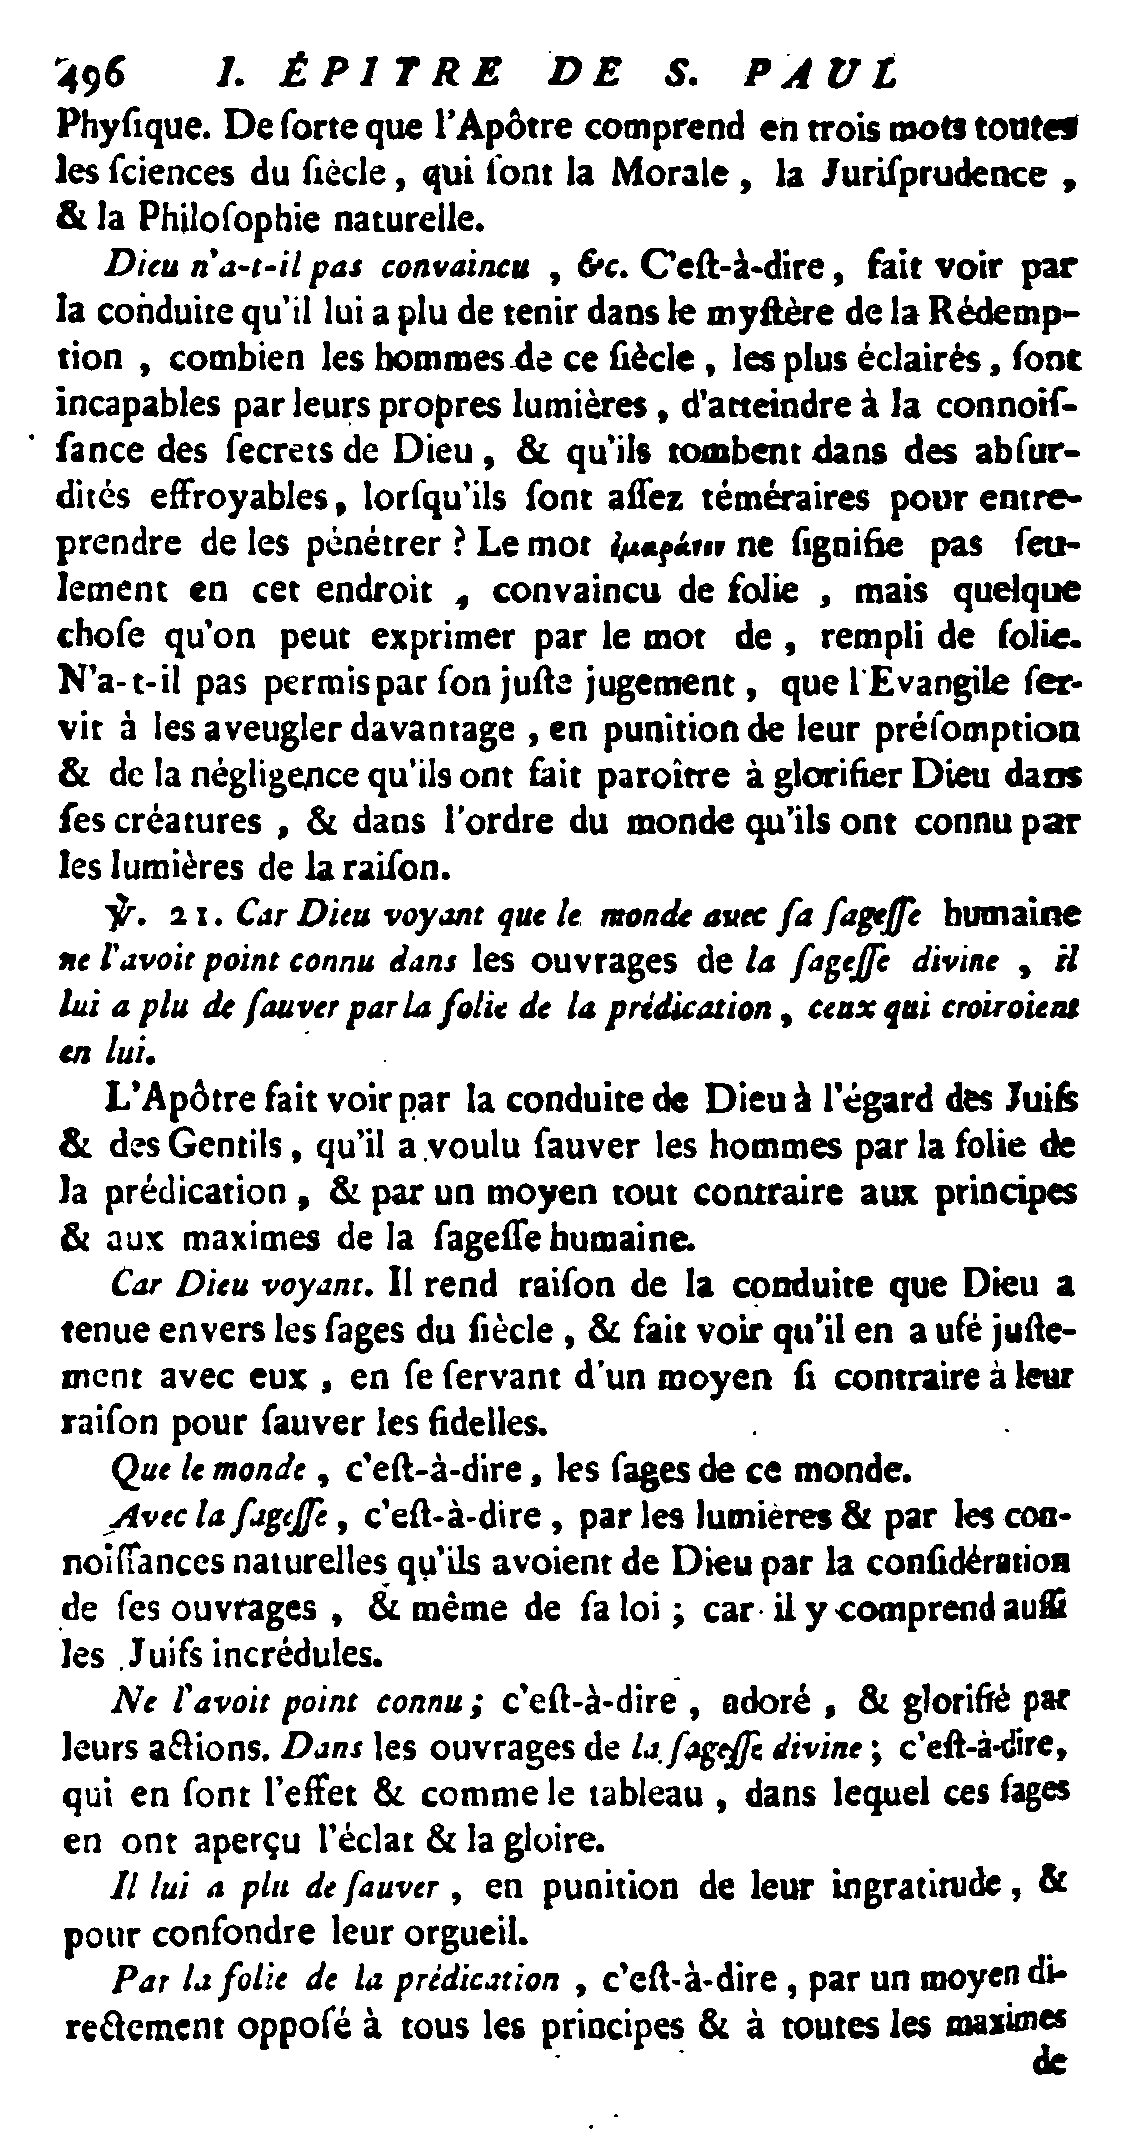 496 I. ÉPITRE DE S. PAUL
Phyſique. De ſorte que l'Apôtre comprend en trois mots toutes
les ſciences du ſiècle, qui ſont la Morale, la Juriſprudence,
& la Philoſophie naturelle.
Dieu n'a-t-il pas convaincu, &c. C'eſt-à-dire, fait voir par
la conduite qu'il lui a plu de tenir dans le myſtère de la Rédemp-
tion, combien les hommes de ce ſiècle, les plus éclairés, ſont
incapables par leurs propres lumières, d'atteindre à la connoiſ-
ſance des ſecrets de Dieu, & qu'ils tombent dans des abſur-
dités effroyables, lorſqu'ils ſont aſſez téméraires pour entre-
prendre de les pénétrer ? Le mot ne ſignifie pas ſeu-
lement en cet endroit, convaincu de folie, mais quelque
choſe qu'on peut exprimer par le mot de, rempli de folie.
N'a-t-il pas permis par ſon juſte jugement, que l'Evangile ſer-
vit à les aveugler davantage, en punition de leur préſomption
& de la négligence qu'ils ont fait paroître à glorifier Dieu dans
ſes créatures, & dans l'ordre du monde qu'ils ont connu par
les lumières de la raiſon.
℣. 21. Car Dieu voyant que le monde avec ſa ſageſſe humaine
ne l'avoit point connu dans les ouvrages de la ſageſſe divine, il
lui a plu de ſauver par la folie de la prédication, ceux qui croiroient
en lui.
L'Apôtre fait voir par la conduite de Dieu à l'égard des Juifs
& des Gentils, qu'il a voulu ſauver les hommes par la folie de
la prédication, & par un moyen tout contraire aux principes
& aux maximes de la ſageſſe humaine.
Car Dieu voyant. Il rend raiſon de la conduite que Dieu a
tenue envers les ſages du ſiècle, & fait voir qu'il en a uſé juſte-
ment avec eux, en ſe ſervant d'un moyen ſi contraire à leur
raiſon pour ſauver les fidelles.
Que le monde, c'eſt-à-dire, les ſages de ce monde.
Avec la ſageſſe, c'eſt-à-dire, par les lumières & par les con-
noiſſances naturelles qu'ils avoient de Dieu par la conſidération
de ſes ouvrages, & même de ſa loi ; car il y comprend auſſi
les Juifs incrédules.
Ne l'avoit point connu ; c'eſt-à-dire, adoré, & glorifié par
leurs actions. Dans les ouvrages de la ſageſſe divine ; c'eſt-à-dire,
qui en ſont l'effet & comme le tableau, dans lequel ces ſages
en ont aperçu l'éclat & la gloire.
Il lui a plu de ſauver, en punition de leur ingratitude, &
pour confondre leur orgueil.
Par la folie de la prédication, c'eſt-à-dire, par un moyen di-
rectement oppoſé à tous les principes & à toutes les maximes
de